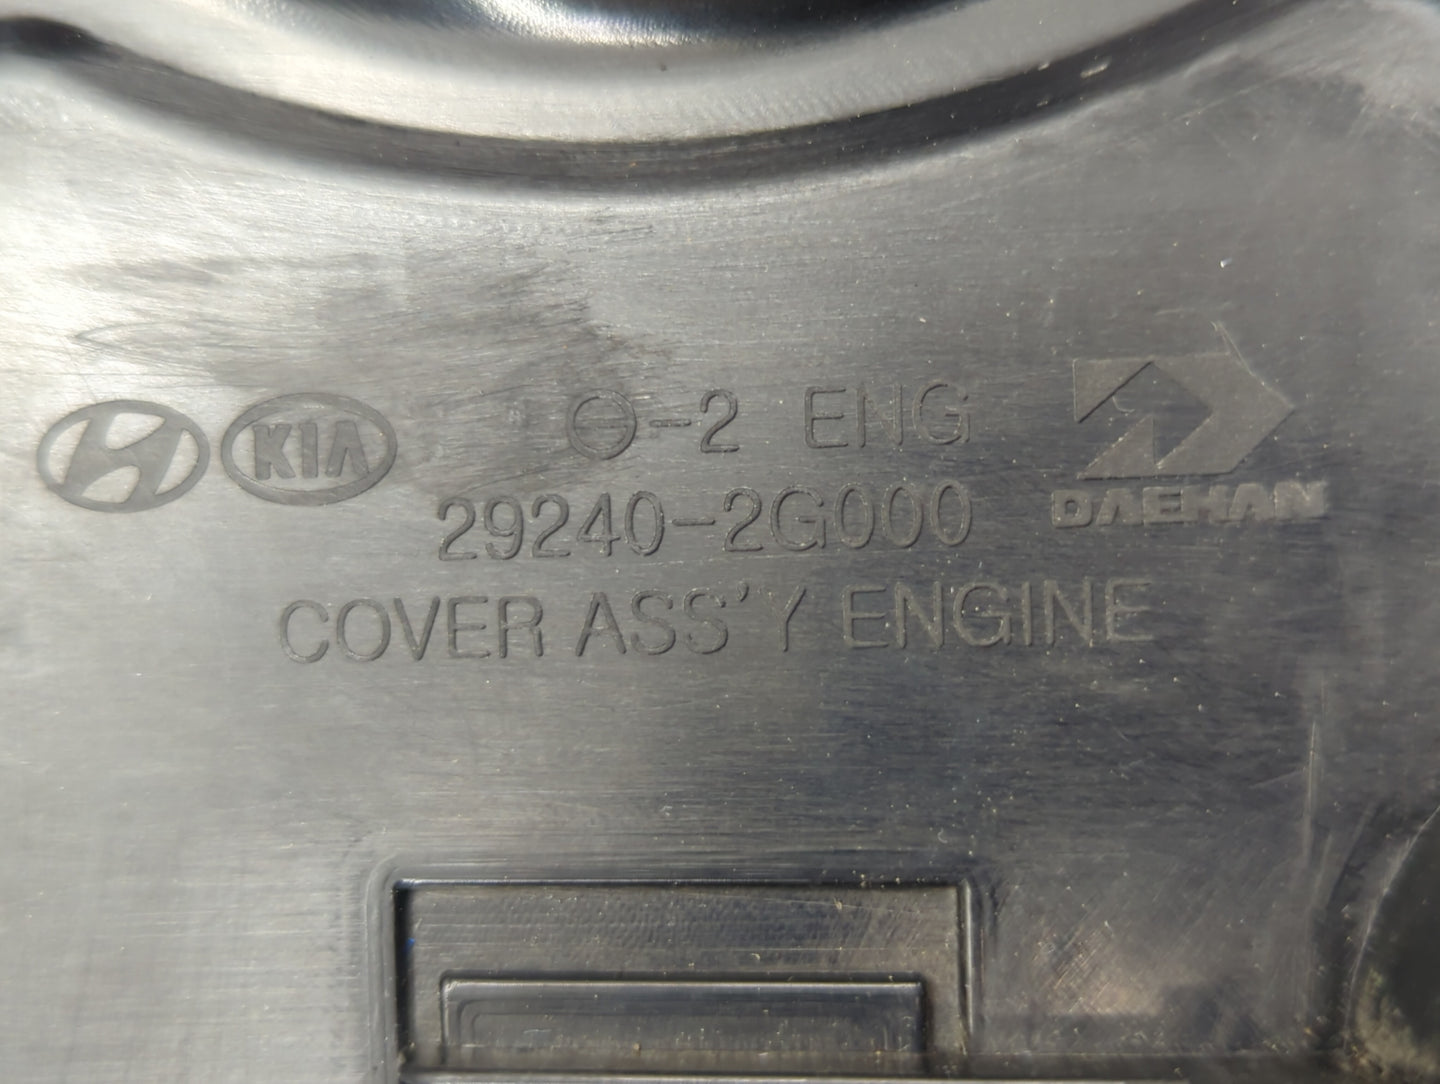 KIA
Θ-2 ENG
29240-2G000
DAEHAN
COVER ASS'Y ENGINE